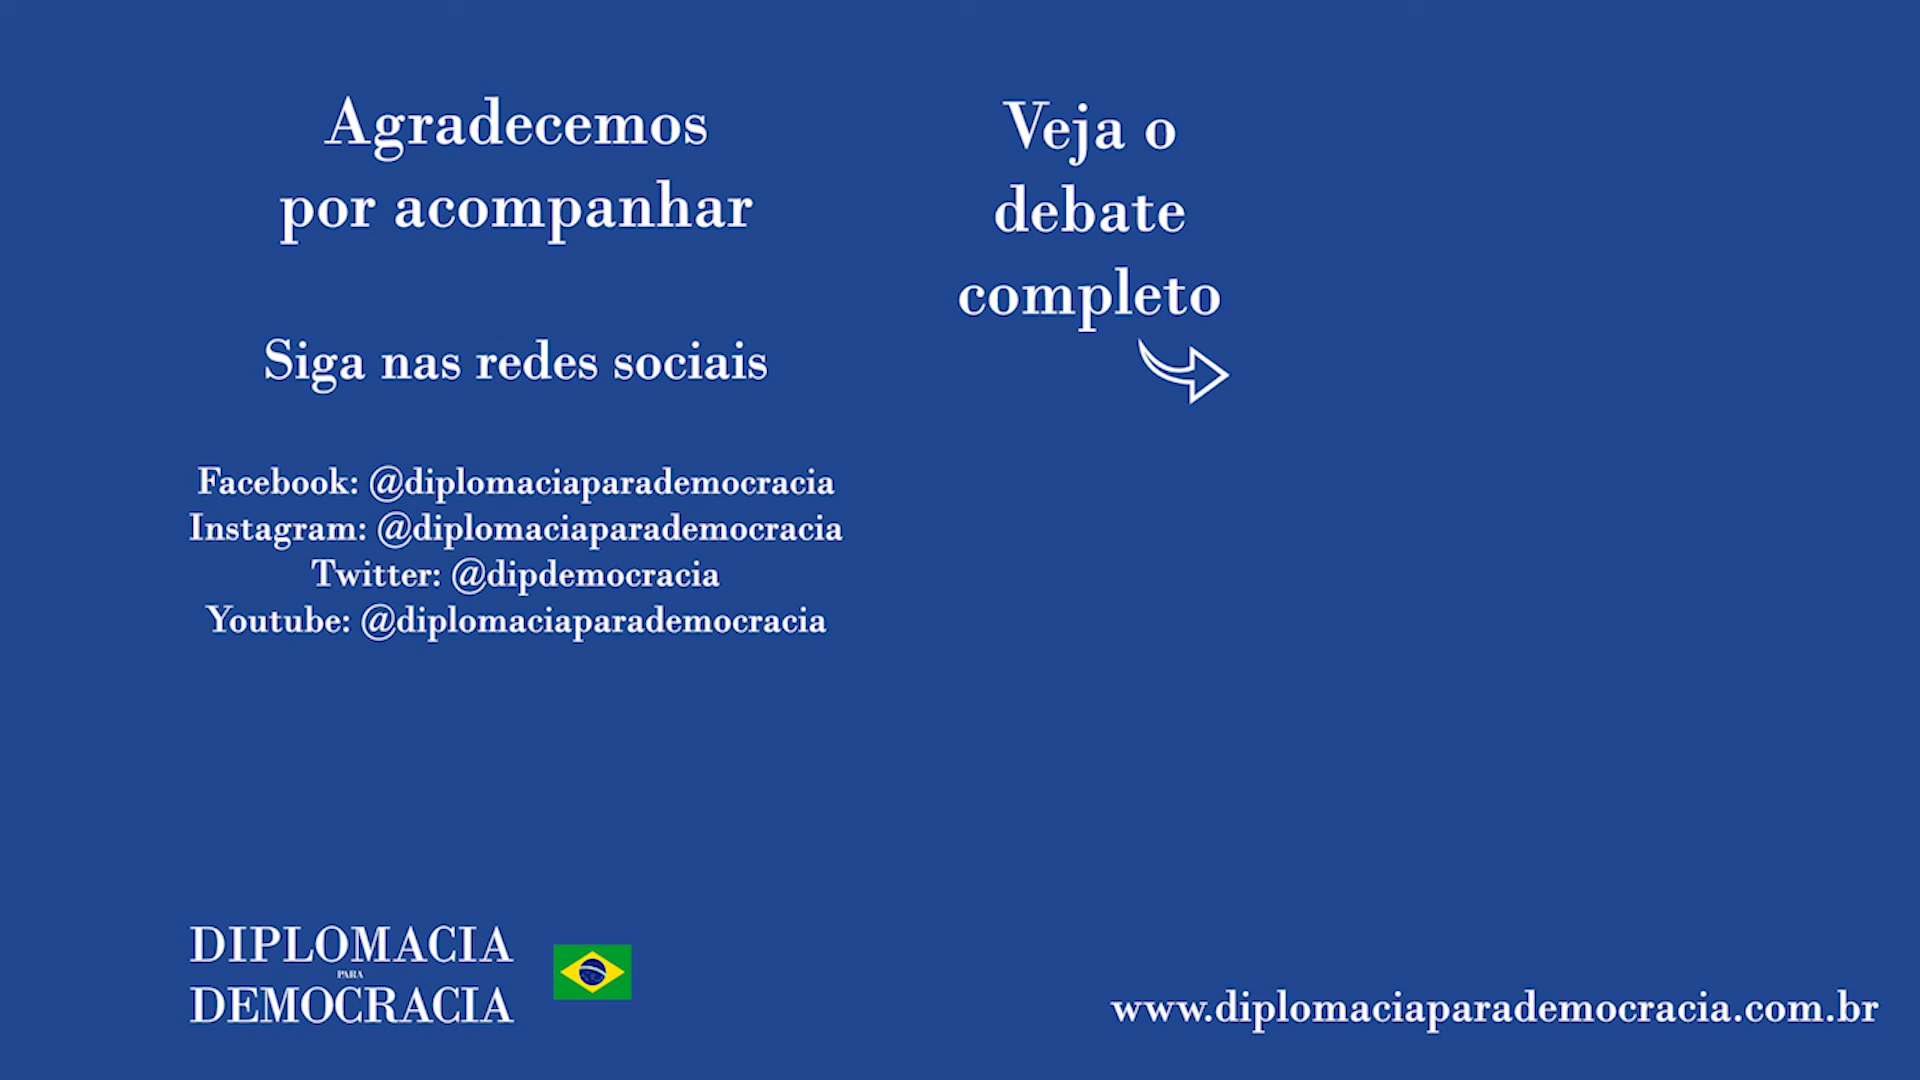 Agradecemos
por acompanhar
Siga nas redes sociais
Facebook: @diplomaciaparademocracia
Instagram: @diplomaciaparademocracia
Twitter: @dipdemocracia
Youtube: @diplomaciaparademocracia
Veja o
debate
completo
DIPLOMACIA
PARA
DEMOCRACIA
www.diplomaciaparademocracia.com.br